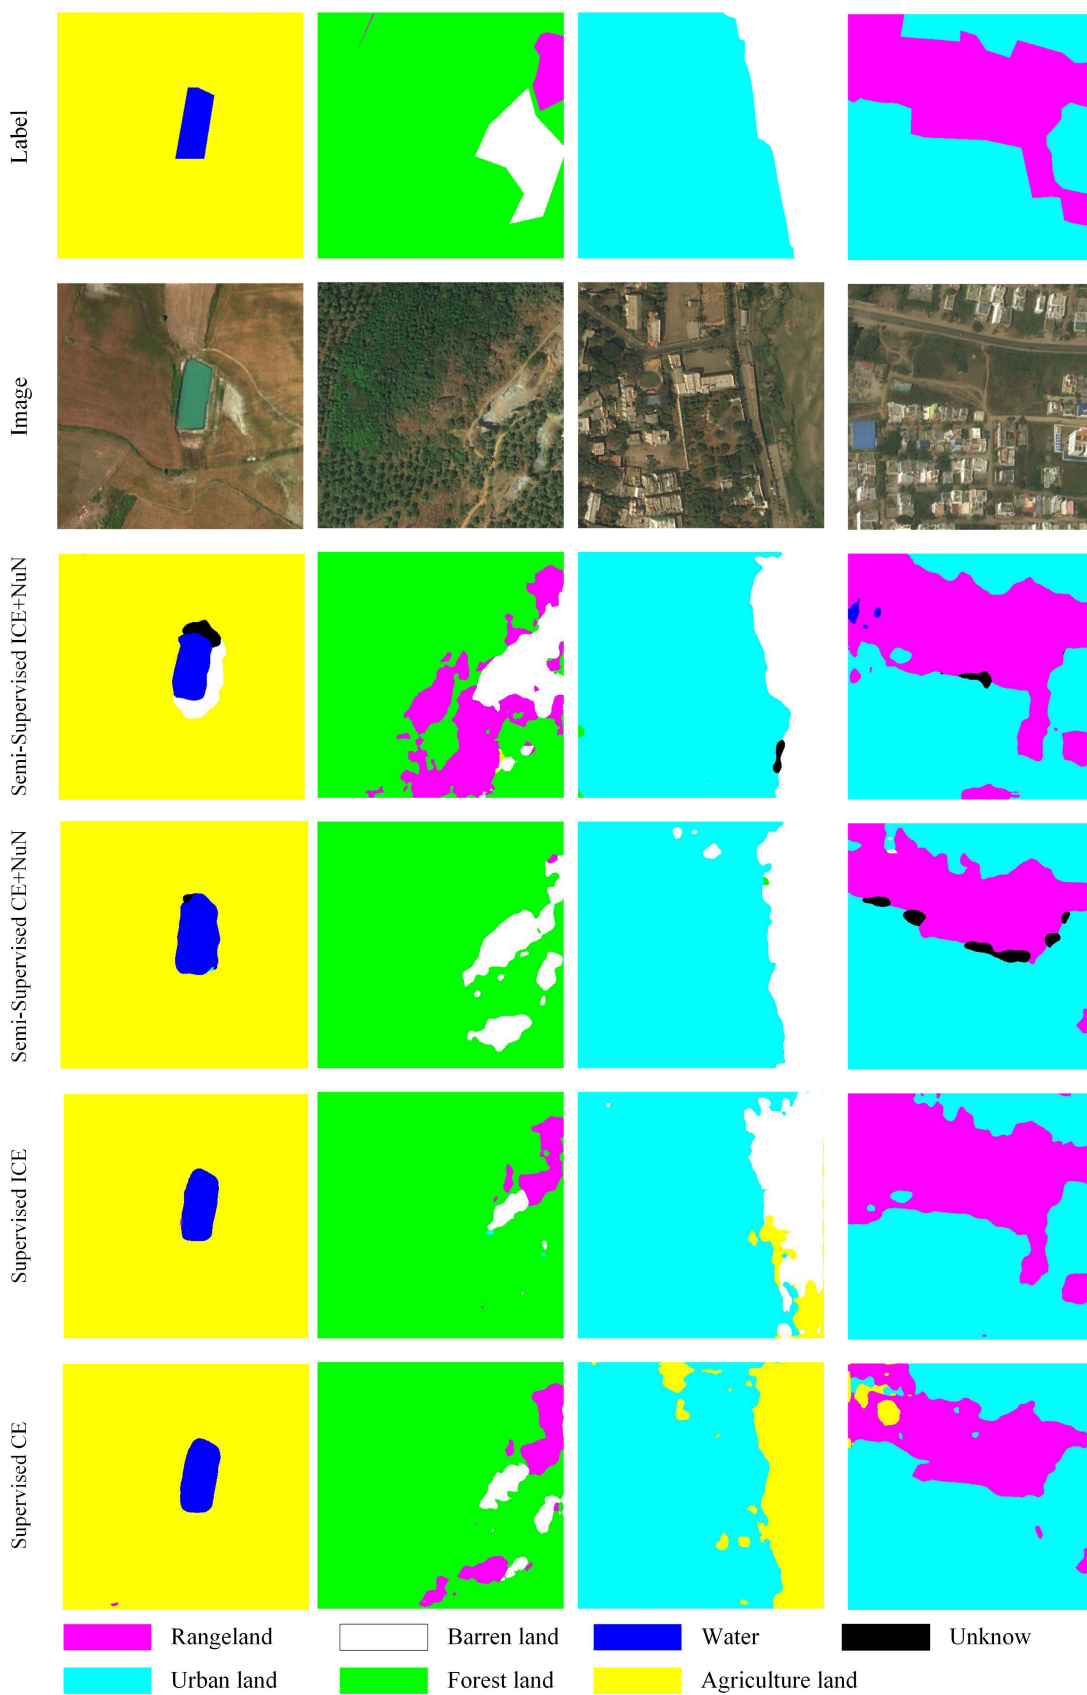 Label
Image
Semi-Supervised ICE+NuN
Semi-Supervised CE+NuN
Supervised ICE
Supervised CE
Rangeland
Barren land
Water
Unknow
Urban land
Forest land
Agriculture land